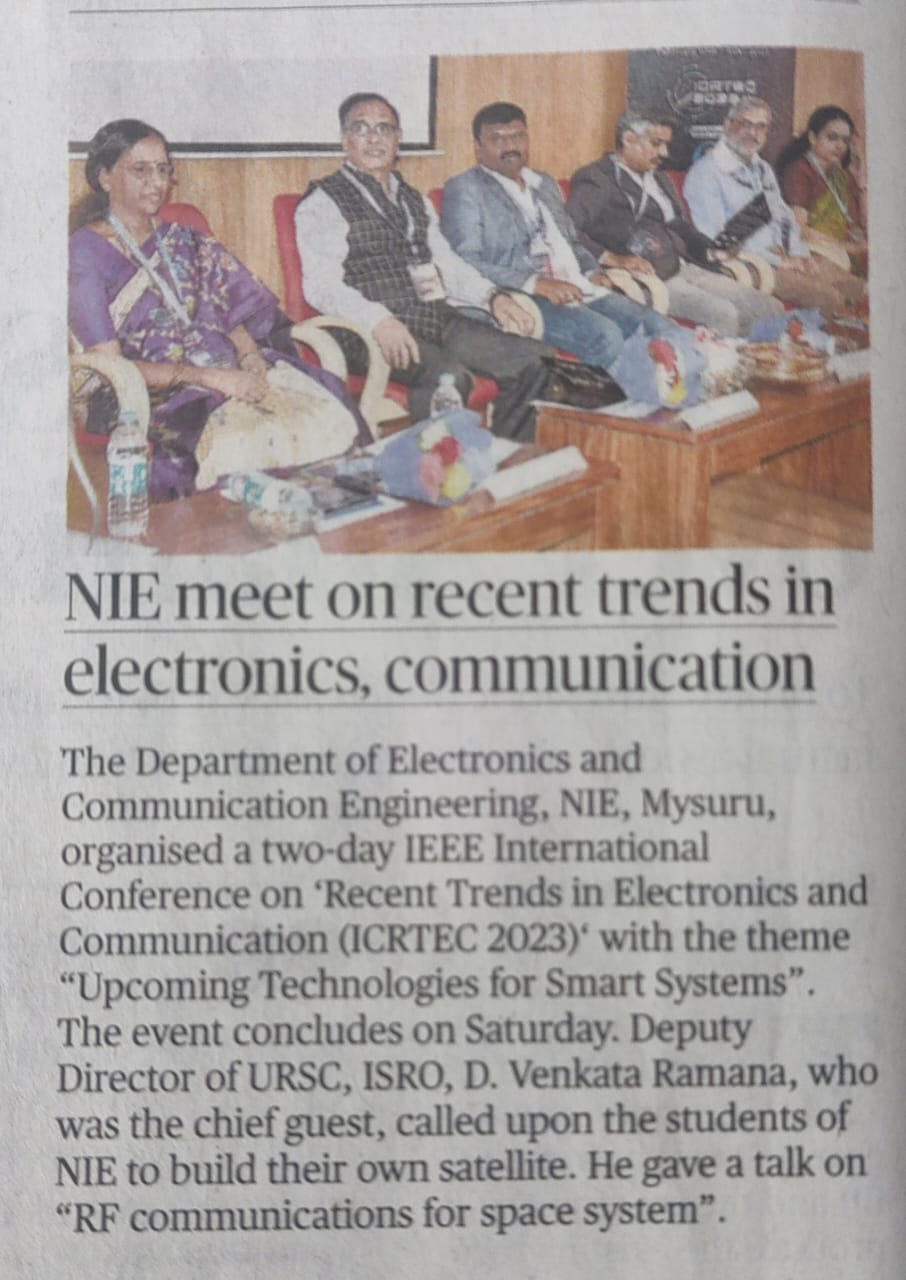 ICRTEC
2023
NIE meet on recent trends in
electronics, communication
The Department of Electronics and
Communication Engineering, NIE, Mysuru,
organised a two-day IEEE International
Conference on ‘Recent Trends in Electronics and
Communication (ICRTEC 2023)‘ with the theme
“Upcoming Technologies for Smart Systems”.
The event concludes on Saturday. Deputy
Director of URSC, ISRO, D. Venkata Ramana, who
was the chief guest, called upon the students of
NIE to build their own satellite. He gave a talk on
“RF communications for space system”.